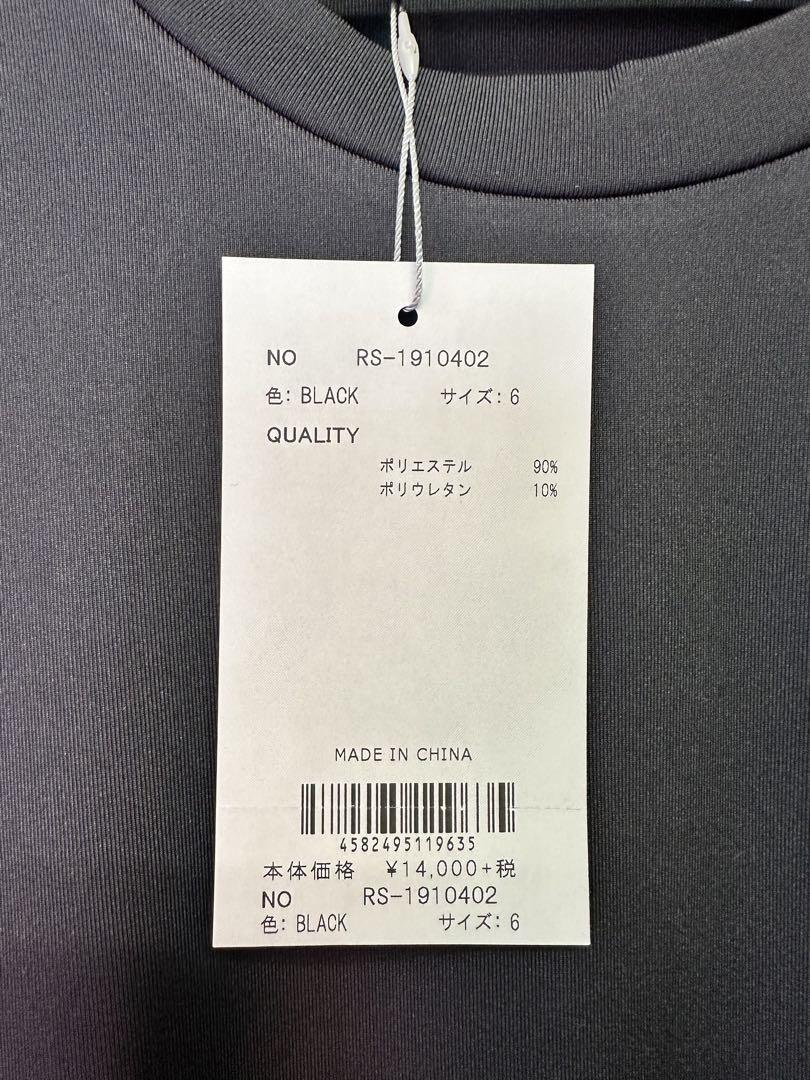 NO RS-1910402
色: BLACK サイズ: 6
QUALITY
ポリエステル 90%
ポリウレタン 10%
MADE IN CHINA
4582495119635
本体価格 ¥14,000+税
NO RS-1910402
色: BLACK サイズ: 6